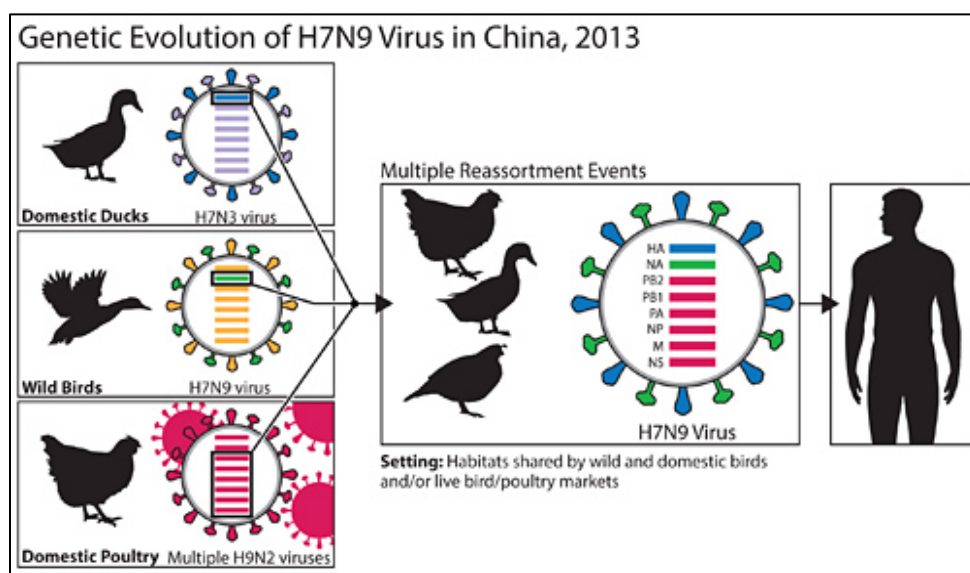 Genetic Evolution of H7N9 Virus in China, 2013
Domestic Ducks
H7N3 virus
Wild Birds
H7N9 virus
Domestic Poultry
Multiple H9N2 viruses
Multiple Reassortment Events
HA
NA
PB2
PB1
PA
NP
M
NS
H7N9 Virus
Setting: Habitats shared by wild and domestic birds
and/or live bird/poultry markets